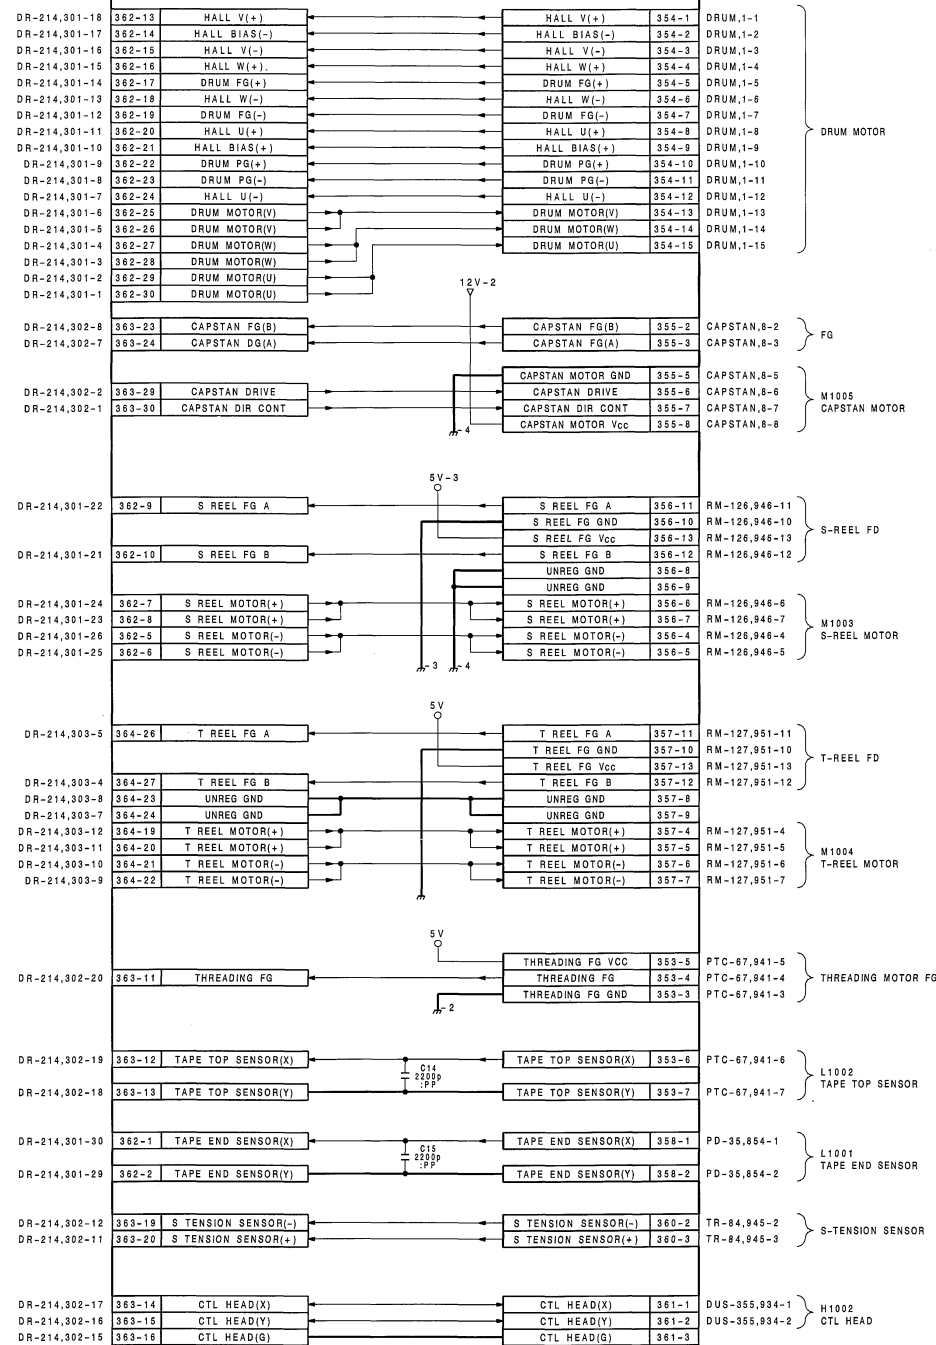 DR-214,301-18 362-13 HALL V(+) HALL V(+) 354-1 DRUM,1-1
DR-214,301-17 362-14 HALL BIAS(-) HALL BIAS(-) 354-2 DRUM,1-2
DR-214,301-16 362-15 HALL V(-) HALL V(-) 354-3 DRUM,1-3
DR-214,301-15 362-16 HALL W(+). HALL W(+) 354-4 DRUM,1-4
DR-214,301-14 362-17 DRUM FG(+) DRUM FG(+) 354-5 DRUM,1-5
DR-214,301-13 362-18 HALL W(-) HALL W(-) 354-6 DRUM,1-6
DR-214,301-12 362-19 DRUM FG(-) DRUM FG(-) 354-7 DRUM,1-7
DR-214,301-11 362-20 HALL U(+) HALL U(+) 354-8 DRUM,1-8 DRUM MOTOR
DR-214,301-10 362-21 HALL BIAS(+) HALL BIAS(+) 354-9 DRUM,1-9
DR-214,301-9 362-22 DRUM PG(+) DRUM PG(+) 354-10 DRUM,1-10
DR-214,301-8 362-23 DRUM PG(-) DRUM PG(-) 354-11 DRUM,1-11
DR-214,301-7 362-24 HALL U(-) HALL U(-) 354-12 DRUM,1-12
DR-214,301-6 362-25 DRUM MOTOR(V) DRUM MOTOR(V) 354-13 DRUM,1-13
DR-214,301-5 362-26 DRUM MOTOR(V) DRUM MOTOR(W) 354-14 DRUM,1-14
DR-214,301-4 362-27 DRUM MOTOR(W) DRUM MOTOR(U) 354-15 DRUM,1-15
DR-214,301-3 362-28 DRUM MOTOR(W)
DR-214,301-2 362-29 DRUM MOTOR(U)
DR-214,301-1 362-30 DRUM MOTOR(U)
12V-2
DR-214,302-8 363-23 CAPSTAN FG(B) CAPSTAN FG(B) 355-2 CAPSTAN,8-2
FG
DR-214,302-7 363-24 CAPSTAN DG(A) CAPSTAN FG(A) 355-3 CAPSTAN,8-3
CAPSTAN MOTOR GND 355-5 CAPSTAN,8-5
DR-214,302-2 363-29 CAPSTAN DRIVE CAPSTAN DRIVE 355-6 CAPSTAN,8-6 M1005
DR-214,302-1 363-30 CAPSTAN DIR CONT CAPSTAN DIR CONT 355-7 CAPSTAN,8-7 CAPSTAN MOTOR
-4 CAPSTAN MOTOR Vcc 355-8 CAPSTAN,8-8
5V-3
DR-214,301-22 362-9 S REEL FG A S REEL FG A 356-11 RM-126,946-11
S REEL FG GND 356-10 RM-126,946-10
S-REEL FD
S REEL FG Vcc 356-13 RM-126,946-13
DR-214,301-21 362-10 S REEL FG B S REEL FG B 356-12 RM-126,946-12
UNREG GND 356-8
UNREG GND 356-9
DR-214,301-24 362-7 S REEL MOTOR(+) S REEL MOTOR(+) 356-6 RM-126,946-6
DR-214,301-23 362-8 S REEL MOTOR(+) S REEL MOTOR(+) 356-7 RM-126,946-7 M1003
DR-214,301-26 362-5 S REEL MOTOR(-) S REEL MOTOR(-) 356-4 RM-126,946-4 S-REEL MOTOR
DR-214,301-25 362-6 S REEL MOTOR(-) S REEL MOTOR(-) 356-5 RM-126,946-5
-3 -4
5V
DR-214,303-5 364-26 T REEL FG A T REEL FG A 357-11 RM-127,951-11
T REEL FG GND 357-10 RM-127,951-10
T-REEL FD
T REEL FG Vcc 357-13 RM-127,951-13
DR-214,303-4 364-27 T REEL FG B T REEL FG B 357-12 RM-127,951-12
DR-214,303-8 364-23 UNREG GND UNREG GND 357-8
DR-214,303-7 364-24 UNREG GND UNREG GND 357-9
DR-214,303-12 364-19 T REEL MOTOR(+) T REEL MOTOR(+) 357-4 RM-127,951-4
DR-214,303-11 364-20 T REEL MOTOR(+) T REEL MOTOR(+) 357-5 RM-127,951-5 M1004
DR-214,303-10 364-21 T REEL MOTOR(-) T REEL MOTOR(-) 357-6 RM-127,951-6 T-REEL MOTOR
DR-214,303-9 364-22 T REEL MOTOR(-) T REEL MOTOR(-) 357-7 RM-127,951-7
5V
THREADING FG VCC 353-5 PTC-67,941-5
DR-214,302-20 363-11 THREADING FG THREADING FG 353-4 PTC-67,941-4 THREADING MOTOR FG
THREADING FG GND 353-3 PTC-67,941-3
-2
DR-214,302-19 363-12 TAPE TOP SENSOR(X) TAPE TOP SENSOR(X) 353-6 PTC-67,941-6
C14 L1002
2200p TAPE TOP SENSOR
:PP
DR-214,302-18 363-13 TAPE TOP SENSOR(Y) TAPE TOP SENSOR(Y) 353-7 PTC-67,941-7
DR-214,301-30 362-1 TAPE END SENSOR(X) TAPE END SENSOR(X) 358-1 PD-35,854-1
C15 L1001
2200p TAPE END SENSOR
:PP
DR-214,301-29 362-2 TAPE END SENSOR(Y) TAPE END SENSOR(Y) 358-2 PD-35,854-2
DR-214,302-12 363-19 S TENSION SENSOR(-) S TENSION SENSOR(-) 360-2 TR-84,945-2
S-TENSION SENSOR
DR-214,302-11 363-20 S TENSION SENSOR(+) S TENSION SENSOR(+) 360-3 TR-84,945-3
DR-214,302-17 363-14 CTL HEAD(X) CTL HEAD(X) 361-1 DUS-355,934-1 H1002
DR-214,302-16 363-15 CTL HEAD(Y) CTL HEAD(Y) 361-2 DUS-355,934-2 CTL HEAD
DR-214,302-15 363-16 CTL HEAD(G) CTL HEAD(G) 361-3